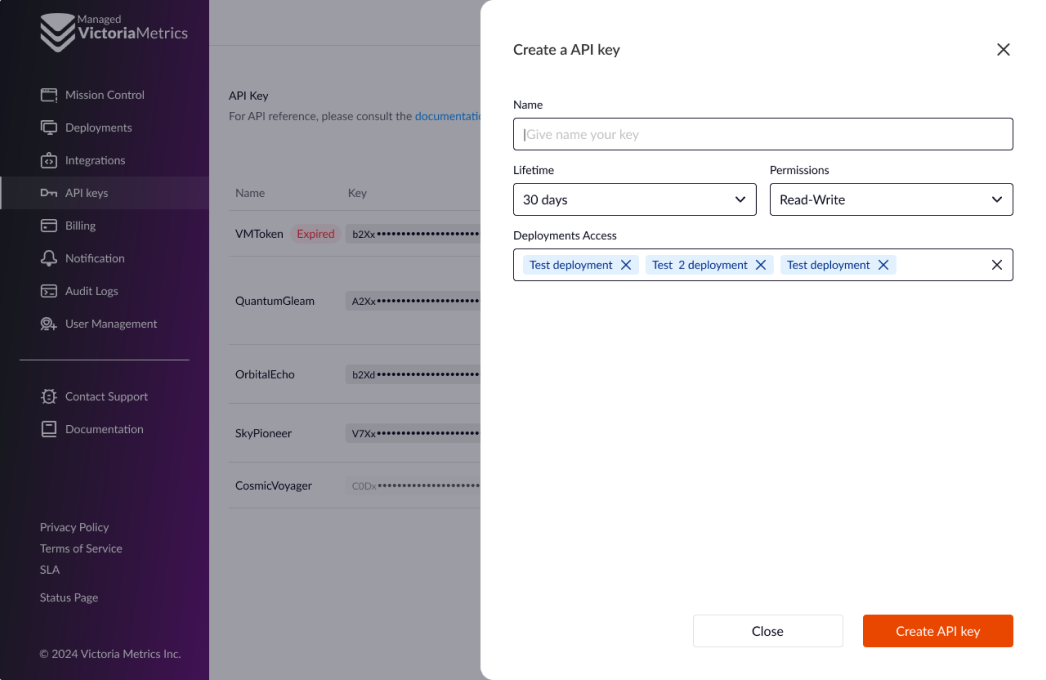 Managed
VictoriaMetrics
Mission Control
Deployments
Integrations
API keys
Billing
Notification
Audit Logs
User Management
Contact Support
Documentation
Privacy Policy
Terms of Service
SLA
Status Page
© 2024 Victoria Metrics Inc.
API Key
For API reference, please consult the documentatio
Name Key
VMToken Expired b2Xx••••••••••••••••
QuantumGleam A2Xx••••••••••••••••
OrbitalEcho b2Xd••••••••••••••••
SkyPioneer V7Xx••••••••••••••••
CosmicVoyager C0Dx••••••••••••••••
Create a API key
Name
Give name your key
Lifetime Permissions
30 days Read-Write
Deployments Access
Test deployment Test 2 deployment Test deployment
Close Create API key